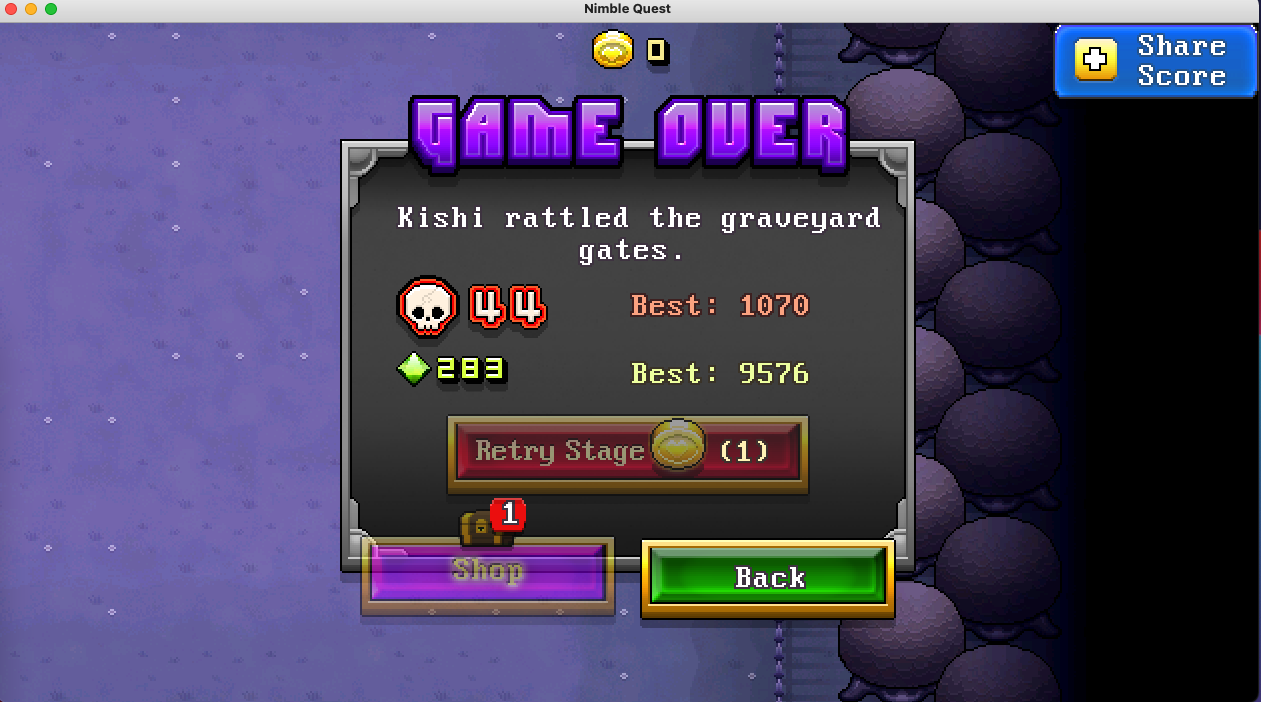 Nimble Quest
0
Share
Score
GAME OVER
Kishi rattled the graveyard
gates.
44
Best: 1070
283
Best: 9576
Retry Stage (1)
1
Shop
Back